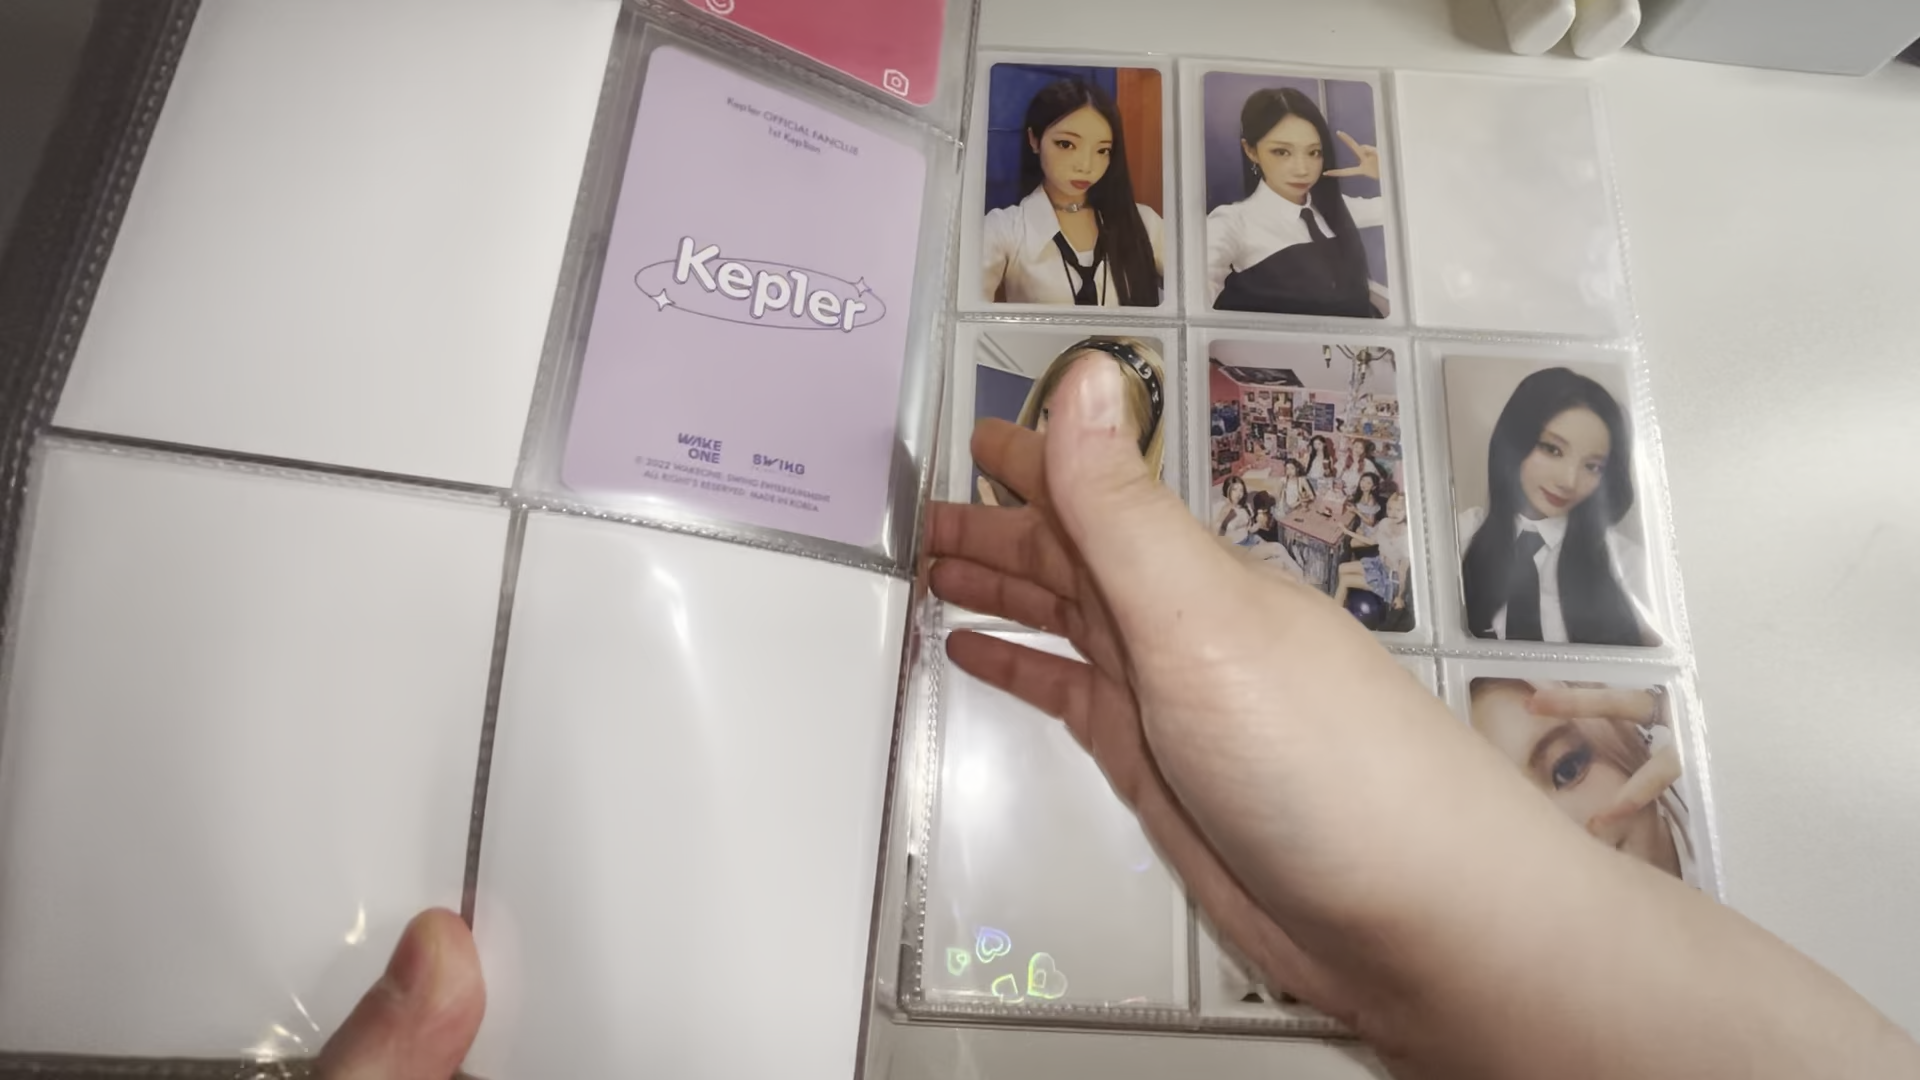 Kep1er OFFICIAL FANCLUB
1st Kep1ian
Kep1er
WAKE
ONE
SWING
© 2022 WAKEONE. SWING ENTERTAINMENT
ALL RIGHTS RESERVED. MADE IN KOREA